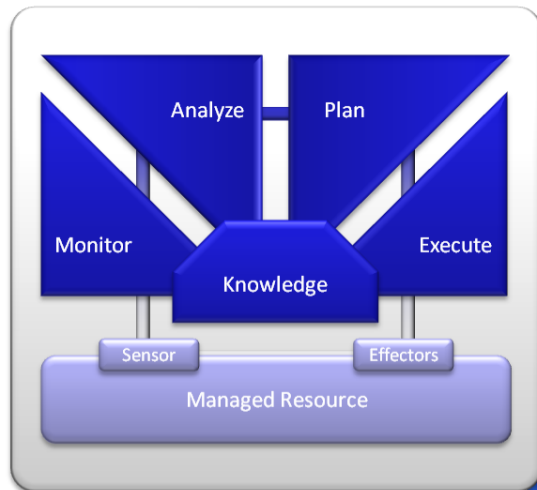 Analyze
Plan
Monitor
Execute
Knowledge
Sensor
Effectors
Managed Resource